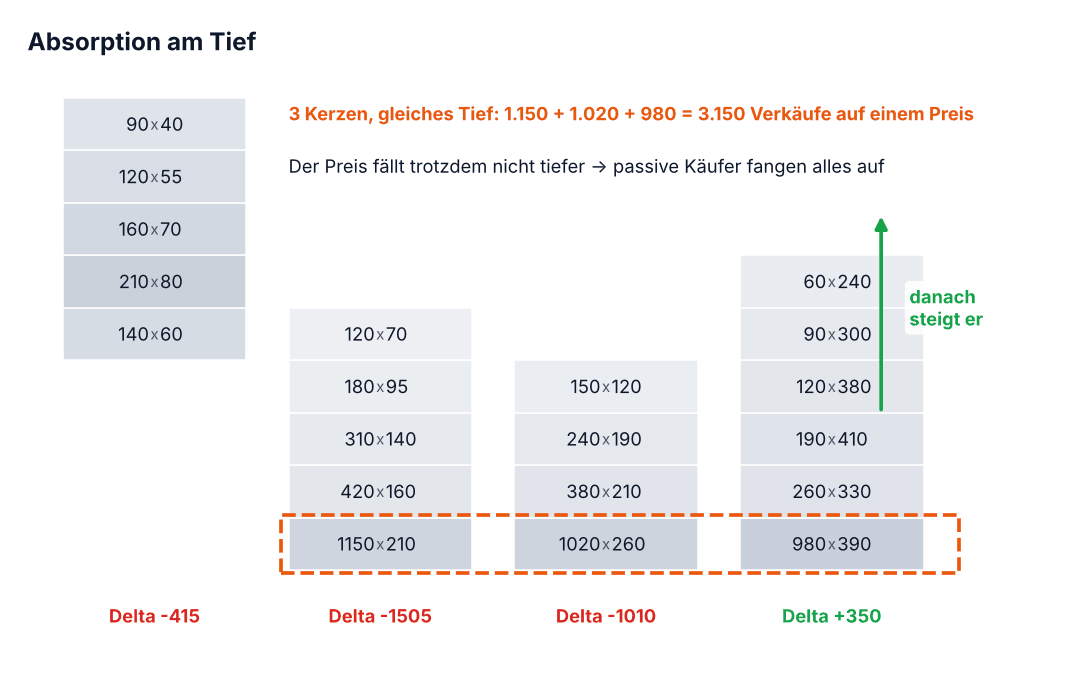 Absorption am Tief
3 Kerzen, gleiches Tief: 1.150 + 1.020 + 980 = 3.150 Verkäufe auf einem Preis
Der Preis fällt trotzdem nicht tiefer → passive Käufer fangen alles auf
90x40
120x55
160x70
210x80
140x60
Delta -415
120x70
180x95
310x140
420x160
1150x210
Delta -1505
150x120
240x190
380x210
1020x260
Delta -1010
60x240
90x300
120x380
190x410
260x330
980x390
Delta +350
danach
steigt er